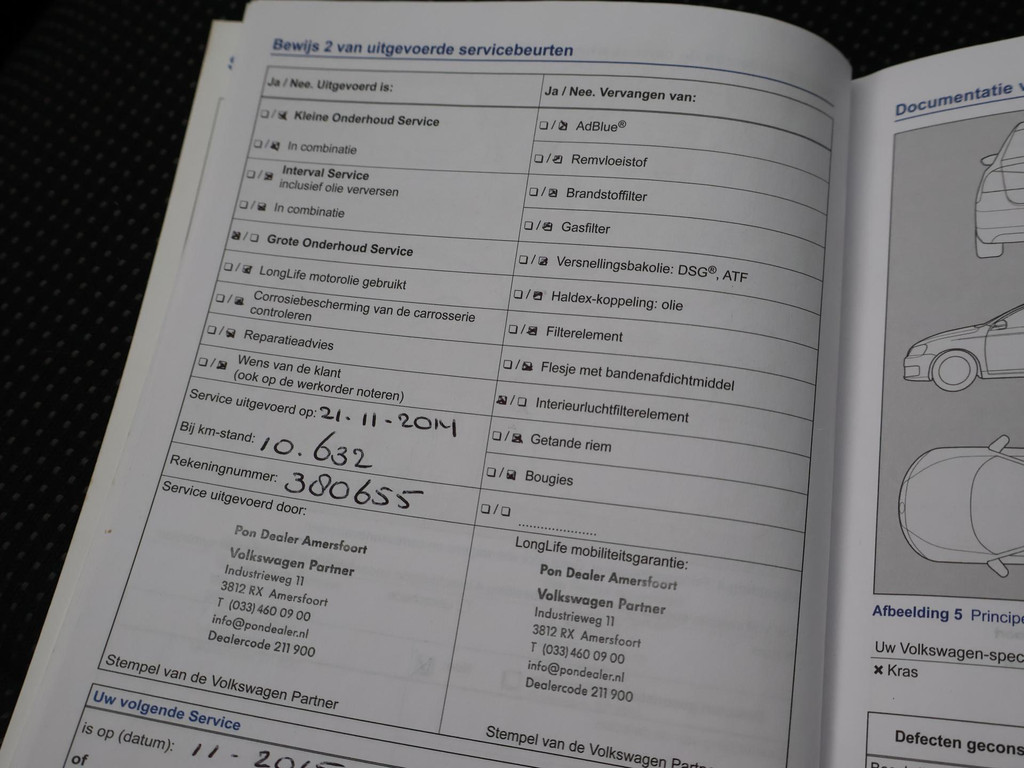 Bewijs 2 van uitgevoerde servicebeurten
Ja / Nee. Uitgevoerd is:
❏ / ☒ Kleine Onderhoud Service
❏ / ☒ In combinatie
❏ / ☒ Interval Service
inclusief olie verversen
❏ / ☒ In combinatie
☒ / ❏ Grote Onderhoud Service
❏ / ☒ LongLife motorolie gebruikt
❏ / ☒ Corrosiebescherming van de carrosserie
controleren
❏ / ☒ Reparatieadvies
❏ / ☒ Wens van de klant
(ook op de werkorder noteren)
Service uitgevoerd op: 21-11-2014
Bij km-stand: 10.632
Rekeningnummer: 380655
Service uitgevoerd door:
Pon Dealer Amersfoort
Volkswagen Partner
Industrieweg 11
3812 RX Amersfoort
T (033) 460 09 00
info@pondealer.nl
Dealercode 211 900
Stempel van de Volkswagen Partner
Ja / Nee. Vervangen van:
❏ / ☒ AdBlue®
❏ / ☒ Remvloeistof
❏ / ☒ Brandstoffilter
❏ / ☒ Gasfilter
❏ / ☒ Versnellingsbakolie: DSG®, ATF
❏ / ☒ Haldex-koppeling: olie
❏ / ☒ Filterelement
❏ / ☒ Flesje met bandenafdichtmiddel
☒ / ❏ Interieurluchtfilterelement
❏ / ☒ Getande riem
❏ / ☒ Bougies
❏ / ❏ ....................
LongLife mobiliteitsgarantie:
Pon Dealer Amersfoort
Volkswagen Partner
Industrieweg 11
3812 RX Amersfoort
T (033) 460 09 00
info@pondealer.nl
Dealercode 211 900
Stempel van de Volkswagen Partn
Uw volgende Service
is op (datum): 11-2015
of
Documentatie v
Afbeelding 5 Principe
Uw Volkswagen-spec
✕ Kras
Defecten gecons